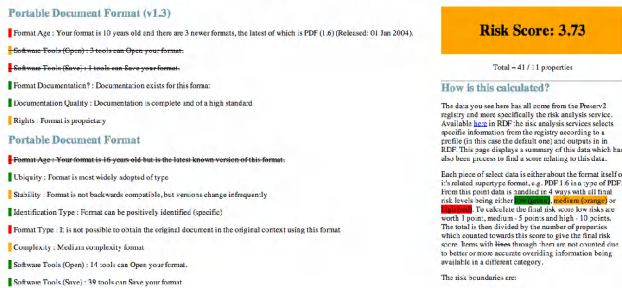 Portable Document Format (v1.3)
Format Age : Your format is 10 years old and there are 3 newer formats, the latest of which is PDF (1.6) (Released: 01 Jan 2004).
Software Tools (Open) : 3 tools can Open your format.
Software Tools (Save) : 1 tools can Save your format.
Format Documentation? : Documentation exists for this format
Documentation Quality : Documentation is complete and of a high standard
Rights : Format is proprietary
Portable Document Format
Format Age : Your format is 16 years old but is the latest known version of this format.
Ubiquity : Format is most widely adopted of type
Stability : Format is not backwards compatible, but versions change infrequently
Identification Type : Format can be positively identified (specific)
Format Type : It is not possible to obtain the original document in the original context using this format
Complexity : Medium complexity format
Software Tools (Open) : 14 tools can Open your format.
Software Tools (Save) : 39 tools can Save your format
Risk Score: 3.73
Total = 41 / 11 properties
How is this calculated?
The data you see here has all come from the Preserv2
registry and more specifically the risk analysis service.
Available here in RDF the risk analysis services selects
specific information from the registry according to a
profile (in this case the default one) and outputs in in
RDF. This page displays a summary of this data which has
also been process to find a score relating to this data.
Each piece of select data is either about the format itself or
it's related supertype format, e.g. PDF 1.6 is a type of PDF.
From this point data is handled in 4 ways with all final
risk levels being either low (green), medium (orange) or
high (red). To calculate the final risk score low risks are
worth 1 point, medium - 5 points and high - 10 points.
The total is then divided by the number of properties
which counted towards this score to give the final risk
score. Items with lines through them are not counted due
to better or more accurate overiding information being
available in a different category.
The risk boundaries are: